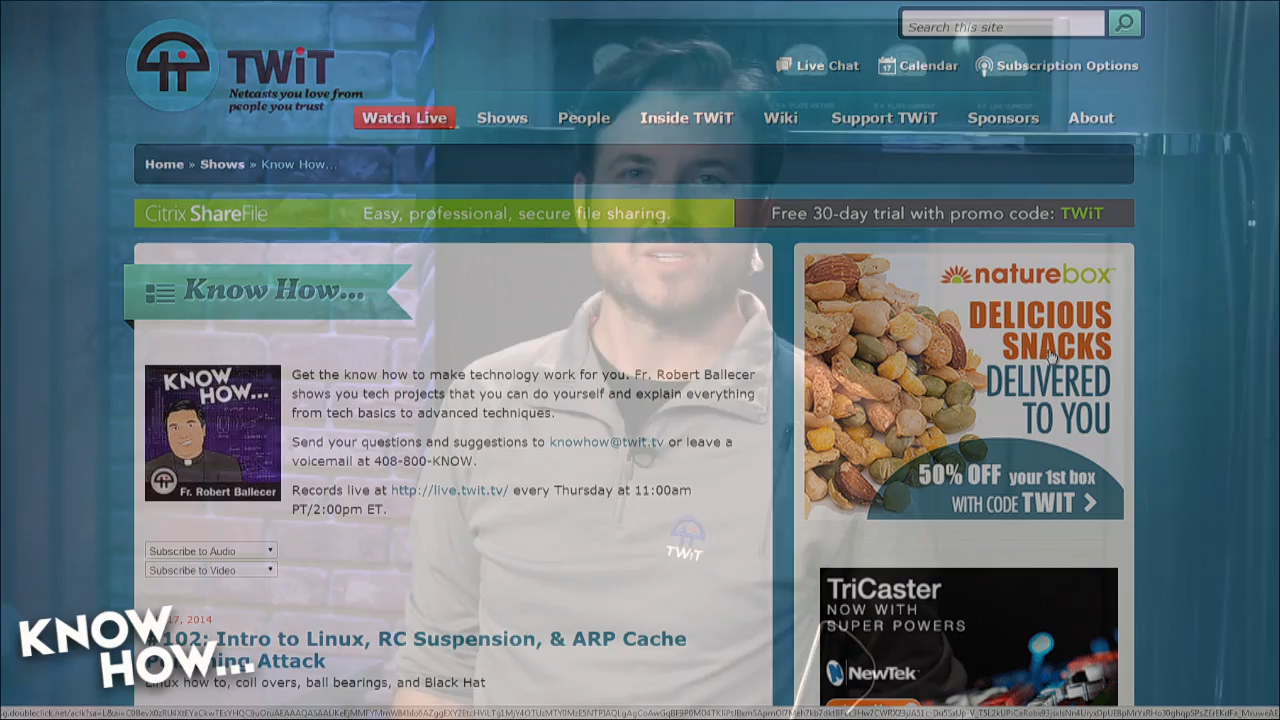 Search this site
TWiT
Netcasts you love from
people you trust
Live Chat
17 Calendar
Subscription Options
Watch Live Shows People Inside TWiT Wiki Support TWiT Sponsors About
Home » Shows » Know How...
Citrix ShareFile Easy, professional, secure file sharing. Free 30-day trial with promo code: TWiT
Know How...
KNOW
HOW...
Fr. Robert Ballecer
Get the know how to make technology work for you. Fr. Robert Ballecer
shows you tech projects that you can do yourself and explain everything
from tech basics to advanced techniques.
Send your questions and suggestions to knowhow@twit.tv or leave a
voicemail at 408-800-KNOW.
Records live at http://live.twit.tv/ every Thursday at 11:00am
PT/2:00pm ET.
Subscribe to Audio
Subscribe to Video
naturebox
DELICIOUS
SNACKS
DELIVERED
TO YOU
50% OFF your 1st box
WITH CODE TWIT >
TWiT
TriCaster
NOW WITH
SUPER POWERS
NewTek
17, 2014
102: Intro to Linux, RC Suspension, & ARP Cache
Attack
Linux how to, coil overs, ball bearings, and Black Hat
KNOW
HOW...